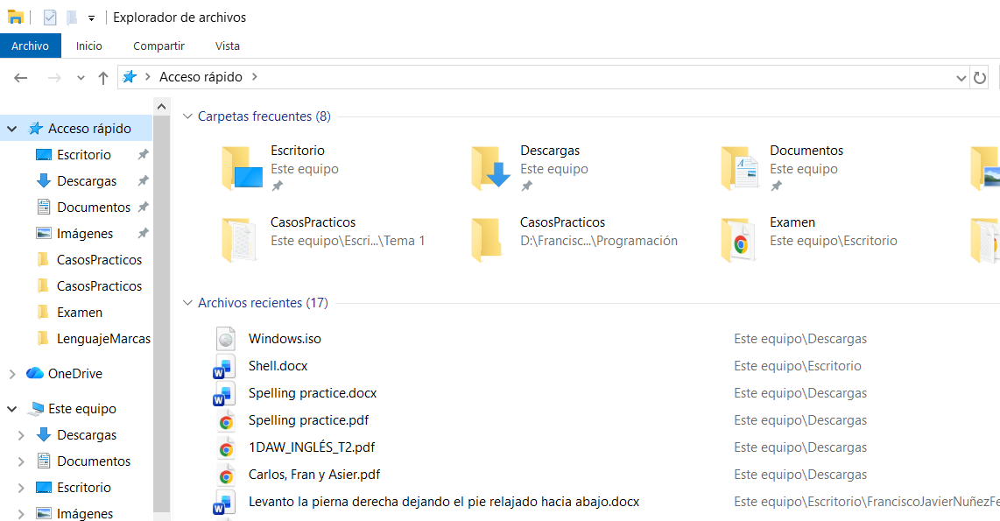 Explorador de archivos
Archivo Inicio Compartir Vista
Acceso rápido
Acceso rápido
Escritorio
Descargas
Documentos
Imágenes
CasosPracticos
CasosPracticos
Examen
LenguajeMarcas
OneDrive
Este equipo
Descargas
Documentos
Escritorio
Imágenes
Carpetas frecuentes (8)
Escritorio
Este equipo
Descargas
Este equipo
Documentos
Este equipo
CasosPracticos
Este equipo\Escri...\Tema 1
CasosPracticos
D:\Francisc...\Programación
Examen
Este equipo\Escritorio
Archivos recientes (17)
Windows.iso Este equipo\Descargas
Shell.docx Este equipo\Escritorio
Spelling practice.docx Este equipo\Descargas
Spelling practice.pdf Este equipo\Descargas
1DAW_INGLÉS_T2.pdf Este equipo\Descargas
Carlos, Fran y Asier.pdf Este equipo\Descargas
Levanto la pierna derecha dejando el pie relajado hacia abajo.docx Este equipo\Escritorio\FranciscoJavierNuñezFe